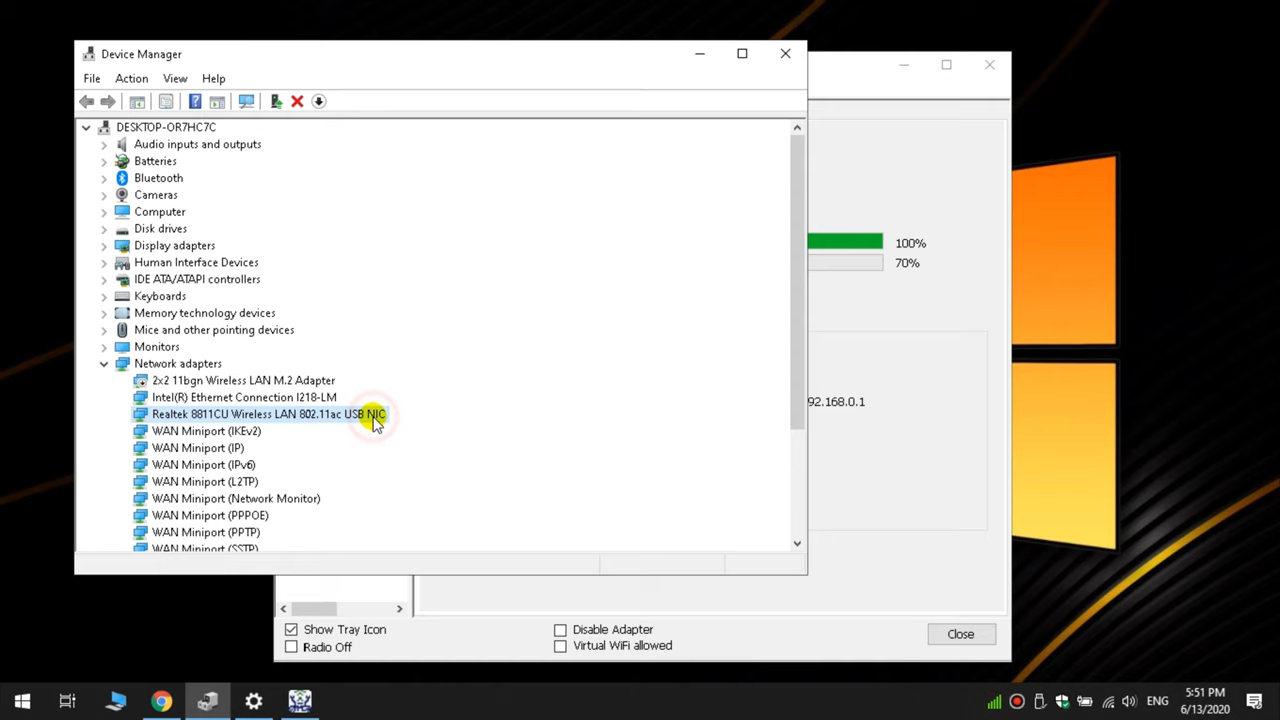 Device Manager
File Action View Help
DESKTOP-OR7HC7C
Audio inputs and outputs
Batteries
Bluetooth
Cameras
Computer
Disk drives
Display adapters
Human Interface Devices
IDE ATA/ATAPI controllers
Keyboards
Memory technology devices
Mice and other pointing devices
Monitors
Network adapters
2x2 11bgn Wireless LAN M.2 Adapter
Intel(R) Ethernet Connection I218-LM
Realtek 8811CU Wireless LAN 802.11ac USB NIC
WAN Miniport (IKEv2)
WAN Miniport (IP)
WAN Miniport (IPv6)
WAN Miniport (L2TP)
WAN Miniport (Network Monitor)
WAN Miniport (PPPOE)
WAN Miniport (PPTP)
WAN Miniport (SSTP)
100%
70%
92.168.0.1
Show Tray Icon
Radio Off
Disable Adapter
Virtual WiFi allowed
Close
ENG
5:51 PM
6/13/2020